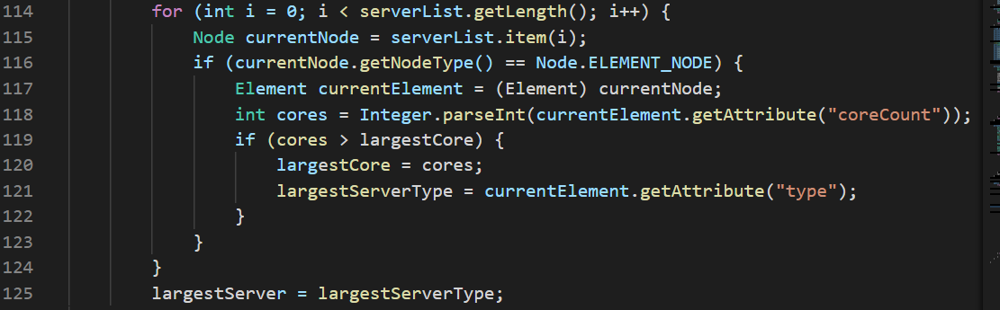 114 for (int i = 0; i < serverList.getLength(); i++) {
115 Node currentNode = serverList.item(i);
116 if (currentNode.getNodeType() == Node.ELEMENT_NODE) {
117 Element currentElement = (Element) currentNode;
118 int cores = Integer.parseInt(currentElement.getAttribute("coreCount"));
119 if (cores > largestCore) {
120 largestCore = cores;
121 largestServerType = currentElement.getAttribute("type");
122 }
123 }
124 }
125 largestServer = largestServerType;